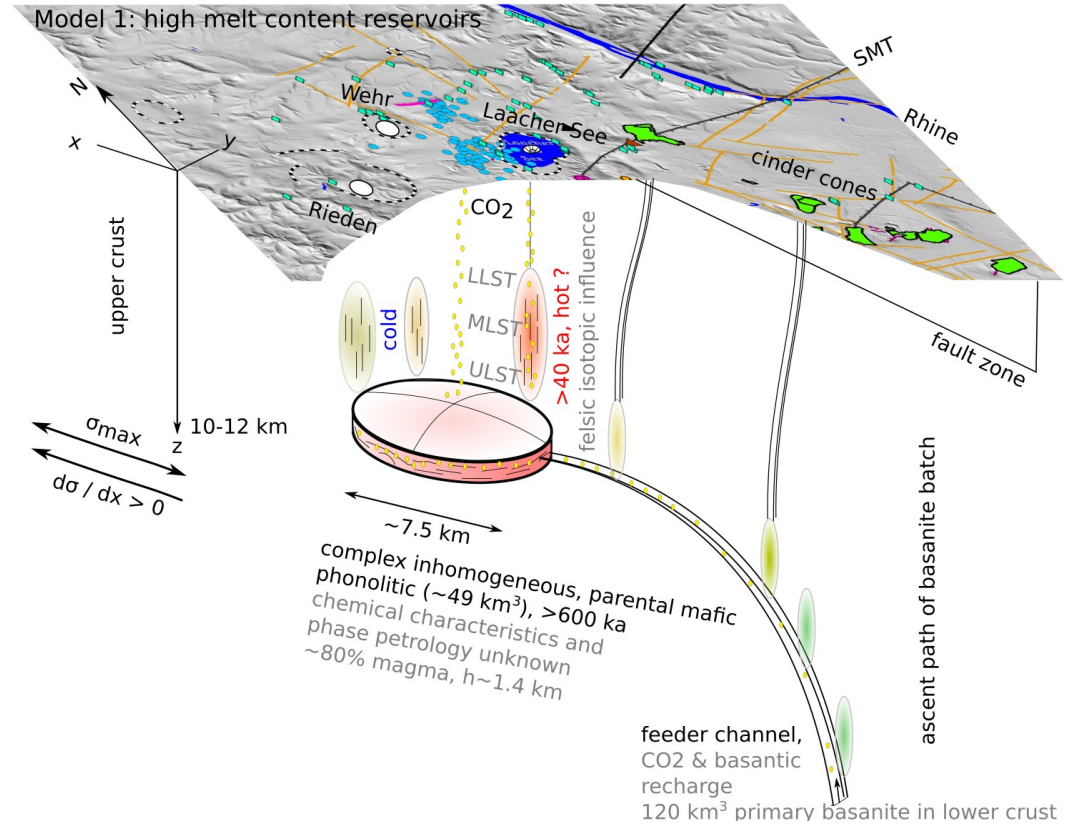 Model 1: high melt content reservoirs
SMT
N
Wehr
Laacher See
Rhine
Laacher
See
x
y
cinder cones
Rieden
CO2
upper crust
LLST
MLST
ULST
cold
>40 ka, hot ?
felsic isotopic influence
fault zone
σmax
dσ / dx > 0
z
10-12 km
~7.5 km
complex inhomogeneous, parental mafic
phonolitic (~49 km³), >600 ka
chemical characteristics and
phase petrology unknown
~80% magma, h~1.4 km
ascent path of basanite batch
feeder channel,
CO2 & basantic
recharge
120 km³ primary basanite in lower crust